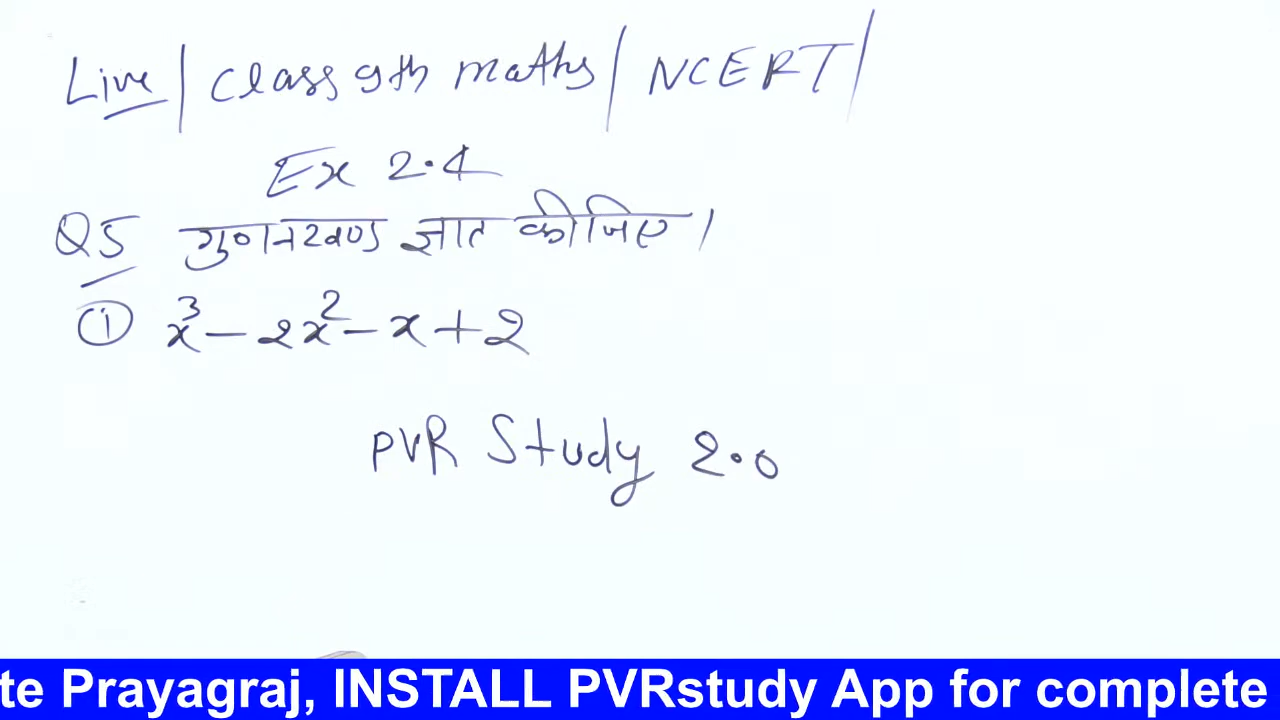 Live / Class 9th maths / NCERT /
Ex 2.4
Q5 गुणनखण्ड ज्ञात कीजिए।
① x³ - 2x² - x + 2
PVR Study 2.0
te Prayagraj, INSTALL PVRstudy App for complete